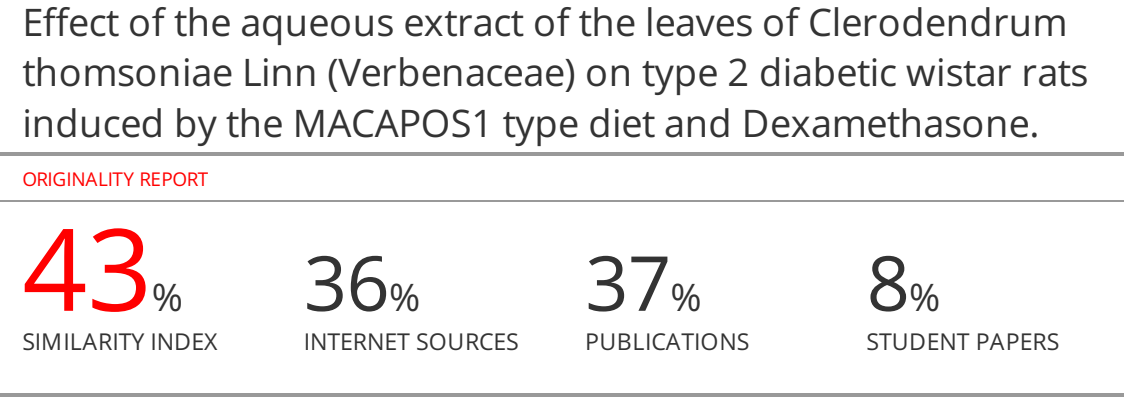 Effect of the aqueous extract of the leaves of Clerodendrum
thomsoniae Linn (Verbenaceae) on type 2 diabetic wistar rats
induced by the MACAPOS1 type diet and Dexamethasone.
ORIGINALITY REPORT
43% 36% 37% 8%
SIMILARITY INDEX INTERNET SOURCES PUBLICATIONS STUDENT PAPERS